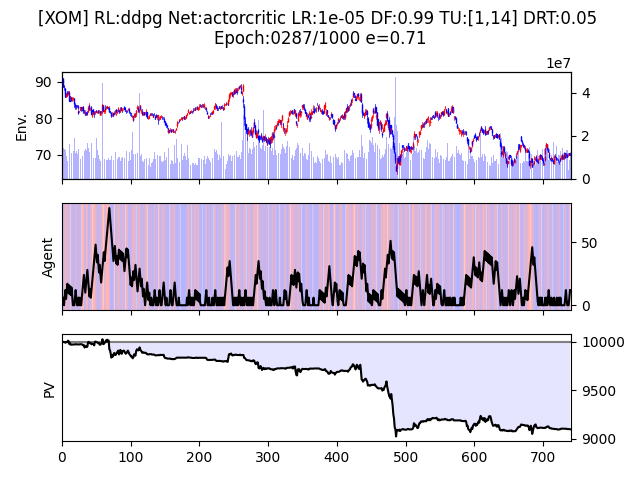 [XOM] RL:ddpg Net:actorcritic LR:1e-05 DF:0.99 TU:[1,14] DRT:0.05
Epoch:0287/1000 e=0.71
1e7
90
80
70
Env.
4
2
0
Agent
50
0
PV
10000
9500
9000
0 100 200 300 400 500 600 700